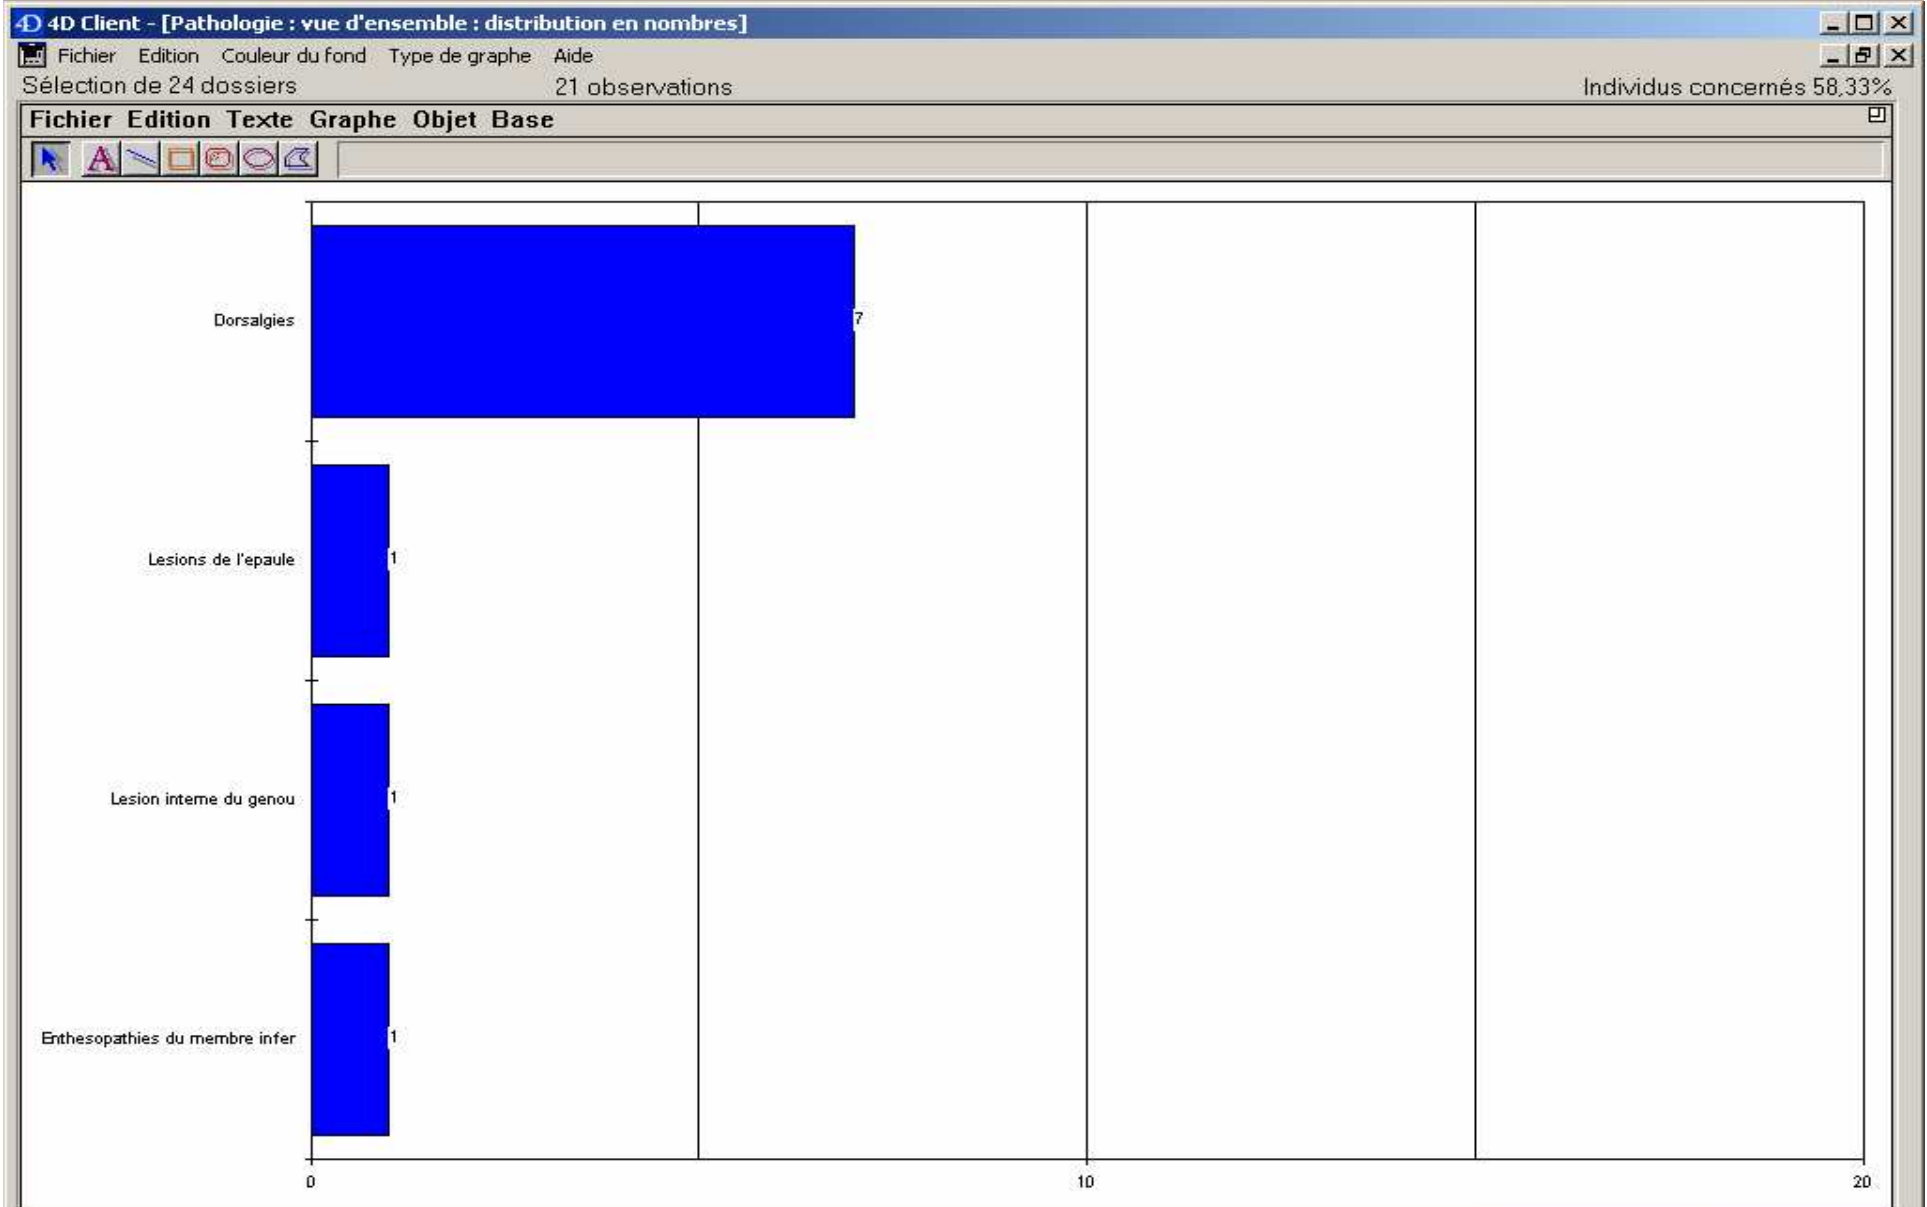 4D Client - [Pathologie : vue d'ensemble : distribution en nombres]
Fichier Edition Couleur du fond Type de graphe Aide
Sélection de 24 dossiers 21 observations Individus concernés 58,33%
Fichier Edition Texte Graphe Objet Base
A
Dorsalgies 7
Lesions de l'epaule 1
Lesion interne du genou 1
Enthesopathies du membre infer 1
0 10 20